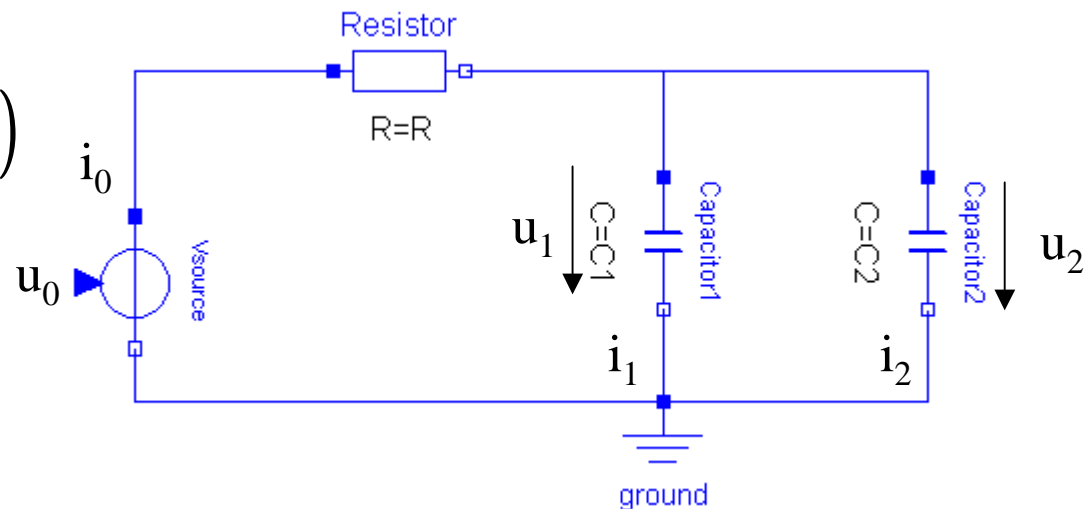 Resistor
)
R=R
i₀
u₀
Vsource
u₁
C=C1
Capacitor1
C=C2
Capacitor2
u₂
i₁
i₂
ground